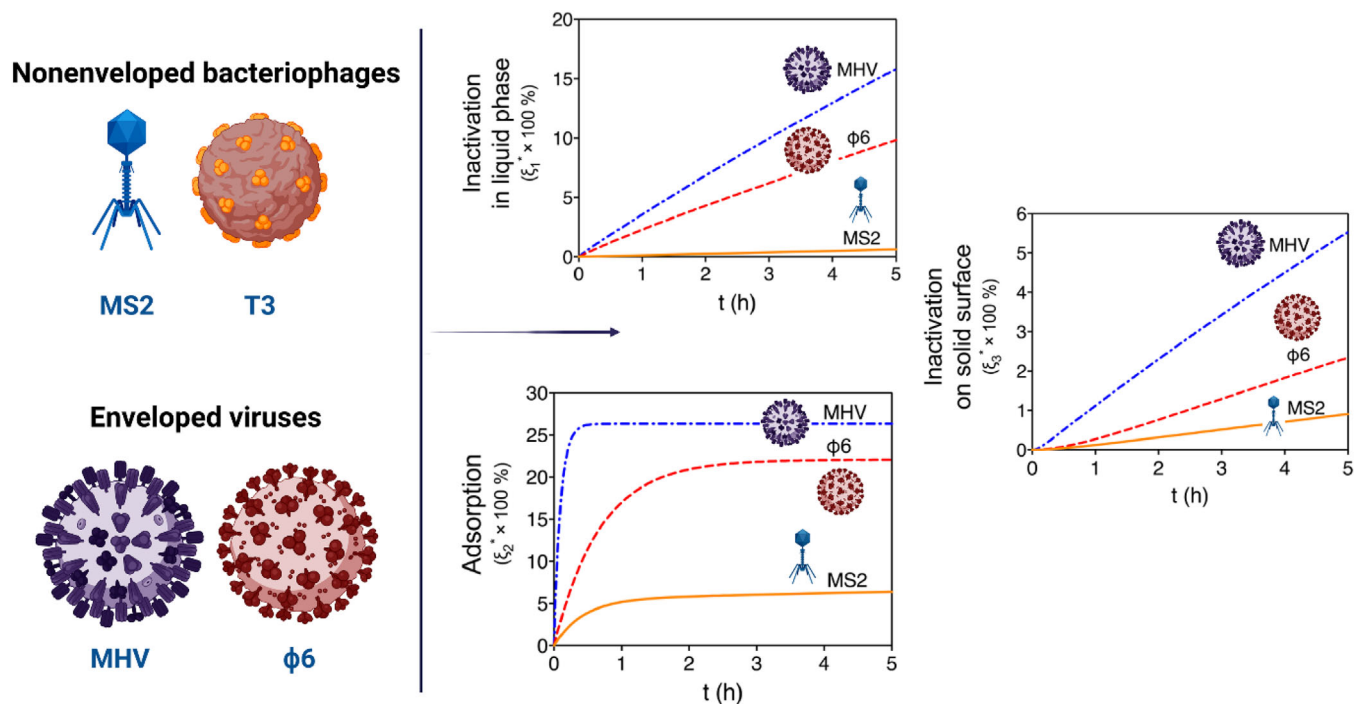 Nonenveloped bacteriophages
MS2
T3
Enveloped viruses
MHV
ϕ6
Inactivation
in liquid phase
(ξ₁* × 100 %)
20
15
10
5
0
MHV
ϕ6
MS2
0 1 2 3 4 5
t (h)
Adsorption
(ξ₂* × 100 %)
30
25
20
15
10
5
0
MHV
ϕ6
MS2
0 1 2 3 4 5
t (h)
Inactivation
on solid surface
(ξ₃* × 100 %)
6
5
4
3
2
1
0
MHV
ϕ6
MS2
0 1 2 3 4 5
t (h)